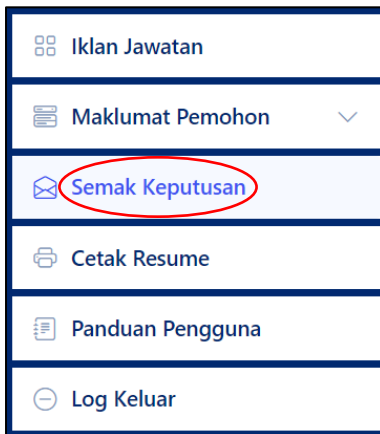 Iklan Jawatan
Maklumat Pemohon
Semak Keputusan
Cetak Resume
Panduan Pengguna
Log Keluar